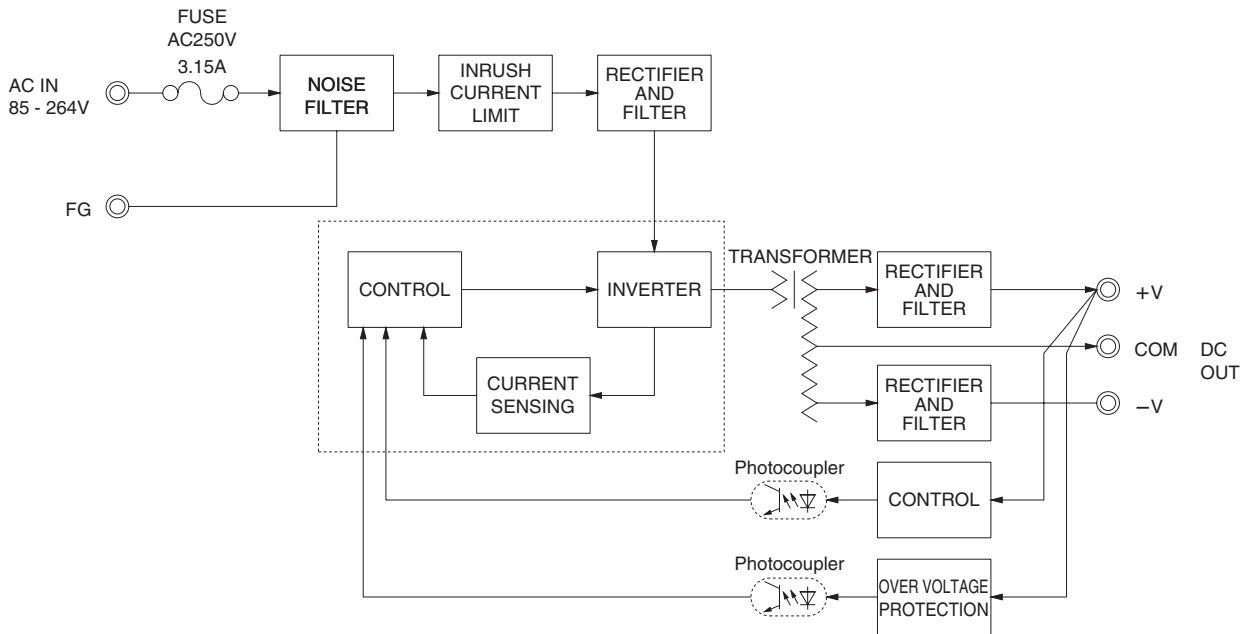 FUSE
AC250V
3.15A
AC IN
85 - 264V
NOISE
FILTER
INRUSH
CURRENT
LIMIT
RECTIFIER
AND
FILTER
FG
CONTROL
INVERTER
CURRENT
SENSING
TRANSFORMER
RECTIFIER
AND
FILTER
+V
COM
DC
OUT
RECTIFIER
AND
FILTER
−V
Photocoupler
CONTROL
Photocoupler
OVER VOLTAGE
PROTECTION